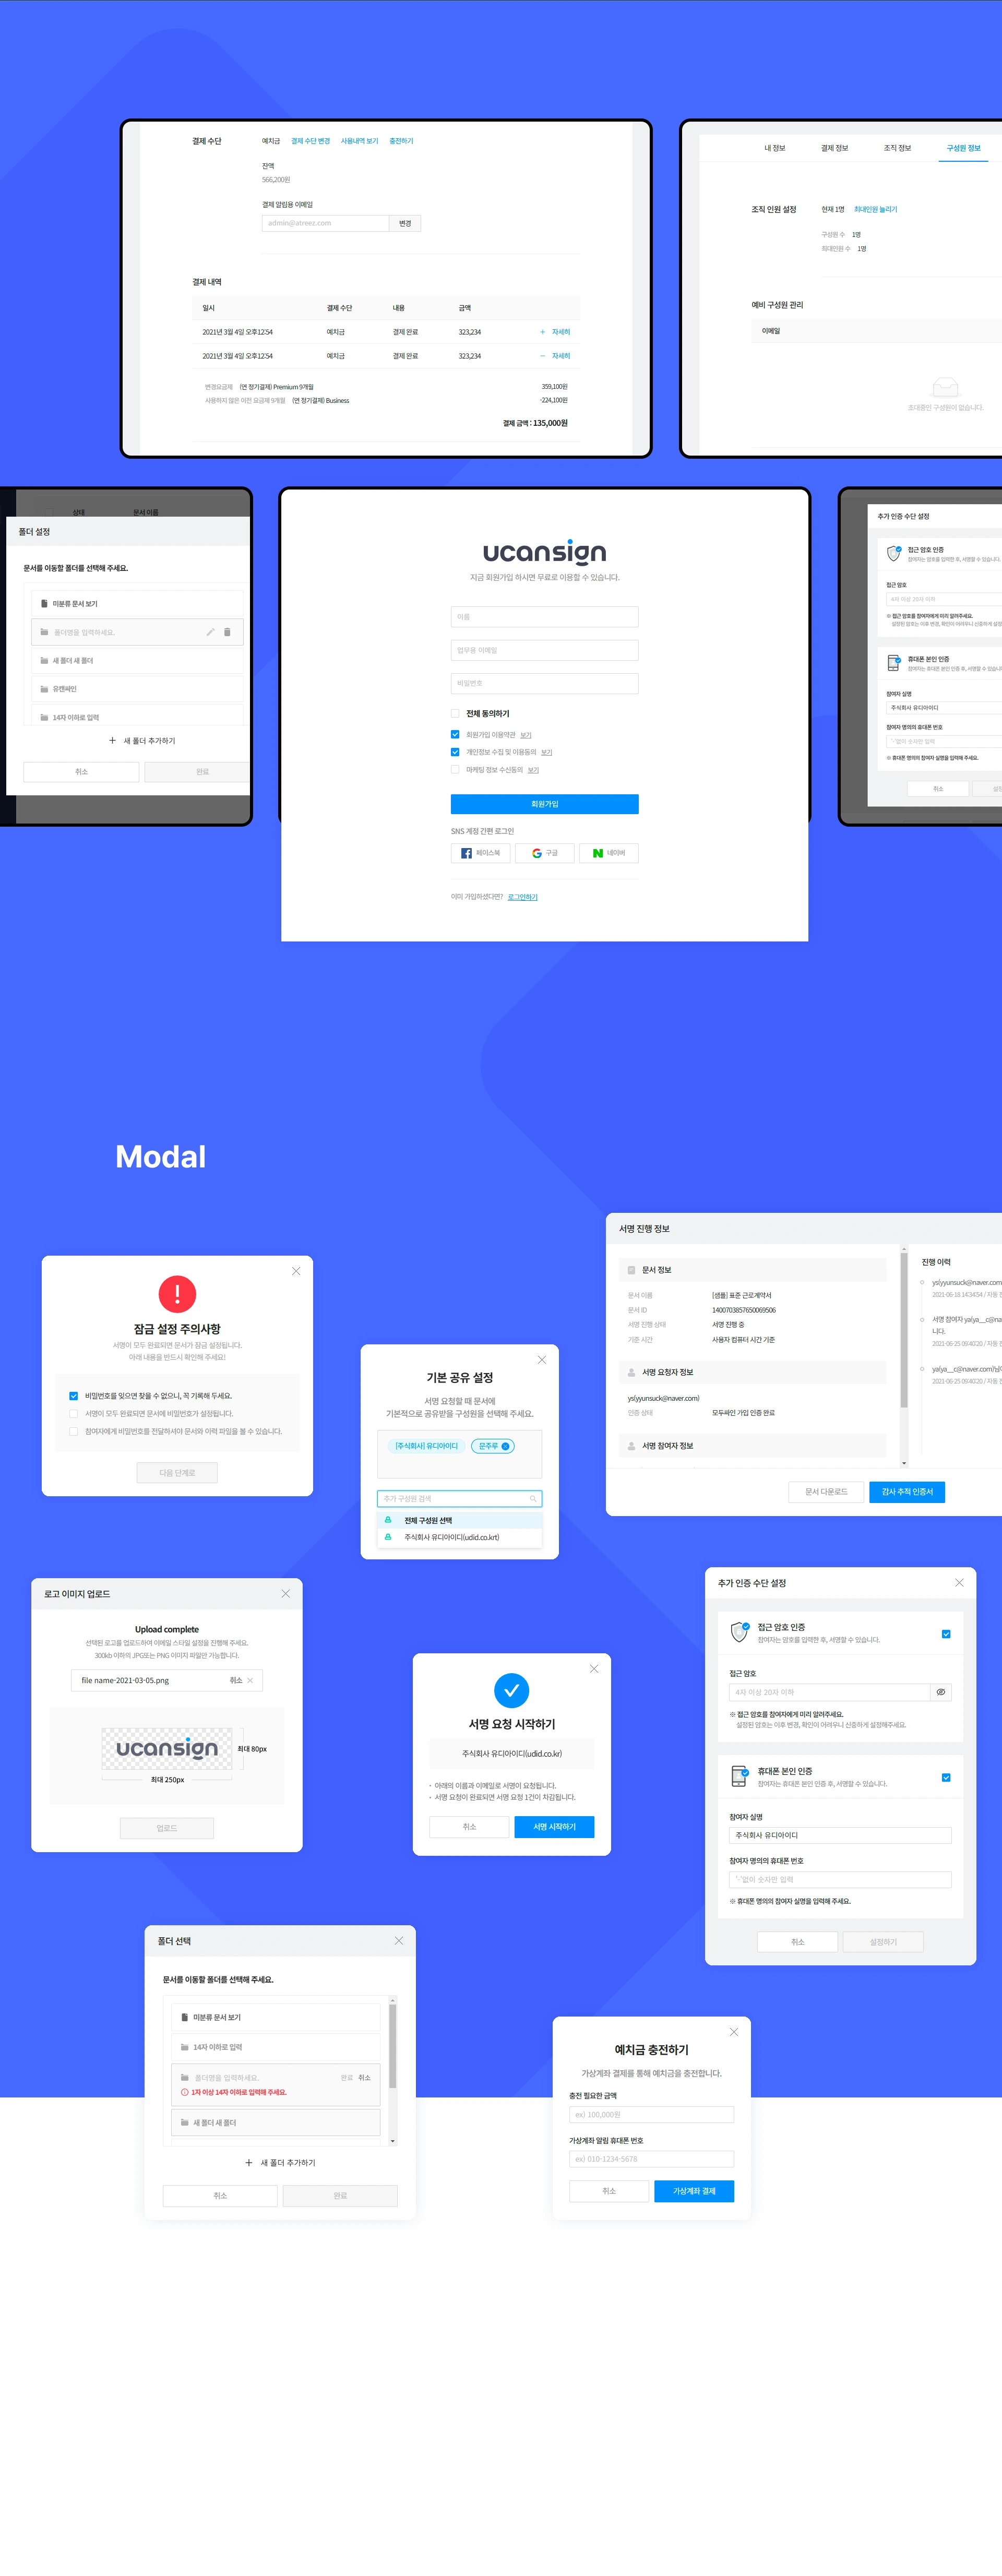 결제 수단
예치금 결제 수단 변경 사용내역 보기 충전하기
잔액
566,200원
결제 알림용 이메일
admin@atreez.com 변경
결제 내역
일시 결제 수단 내용 금액
2021년 3월 4일 오후12:54 예치금 결제 완료 323,234 + 자세히
2021년 3월 4일 오후12:54 예치금 결제 완료 323,234 − 자세히
변경요금제 (연 정기결제) Premium 9개월 359,100원
사용하지 않은 이전 요금제 9개월 (연 정기결제) Business -224,100원
결제 금액 : 135,000원
내 정보 결제 정보 조직 정보 구성원 정보
조직 인원 설정 현재 1명 최대인원 늘리기
구성원 수 1명
최대인원 수 1명
예비 구성원 관리
이메일
초대중인 구성원이 없습니다.
상태 문서 이름
폴더 설정
문서를 이동할 폴더를 선택해 주세요.
미분류 문서 보기
폴더명을 입력하세요.
새 폴더 새 폴더
유캔싸인
14자 이하로 입력
+ 새 폴더 추가하기
취소 완료
ucansign
지금 회원가입 하시면 무료로 이용할 수 있습니다.
이름
업무용 이메일
비밀번호
전체 동의하기
회원가입 이용약관 보기
개인정보 수집 및 이용동의 보기
마케팅 정보 수신동의 보기
회원가입
SNS 계정 간편 로그인
페이스북 구글 네이버
이미 가입하셨다면? 로그인하기
추가 인증 수단 설정
접근 암호 인증
참여자는 암호를 입력한 후, 서명할 수 있습니다.
접근 암호
4자 이상 20자 이하
※ 접근 암호를 참여자에게 미리 알려주세요.
설정된 암호는 이후 변경, 확인이 어려우니 신중하게 설정
휴대폰 본인 인증
참여자는 휴대폰 본인 인증 후, 서명할 수 있습니다.
참여자 실명
주식회사 유디아이디
참여자 명의의 휴대폰 번호
'-'없이 숫자만 입력
※ 휴대폰 명의의 참여자 실명을 입력해 주세요.
취소
Modal
잠금 설정 주의사항
서명이 모두 완료되면 문서가 잠금 설정됩니다.
아래 내용을 반드시 확인해 주세요!
비밀번호를 잊으면 찾을 수 없으니, 꼭 기록해 두세요.
서명이 모두 완료되면 문서에 비밀번호가 설정됩니다.
참여자에게 비밀번호를 전달하셔야 문서와 이력 파일을 볼 수 있습니다.
다음 단계로
기본 공유 설정
서명 요청할 때 문서에
기본적으로 공유받을 구성원을 선택해 주세요.
[주식회사] 유디아이디 문주루
추가 구성원 검색
전체 구성원 선택
주식회사 유디아이디(udid.co.krt)
서명 진행 정보
문서 정보
문서 이름 [샘플] 표준 근로계약서
문서 ID 1400703857650069506
서명 진행 상태 서명 진행 중
기준 시간 사용자 컴퓨터 시간 기준
서명 요청자 정보
ys(yyunsuck@naver.com)
인증 상태 모두싸인 가입 인증 완료
서명 참여자 정보
진행 이력
ys(yyunsuck@naver.com
2021-06-18 14:34:54 / 자동
서명 참여자 ya(ya__c@na
니다.
2021-06-25 09:40:20 / 자동
ya(ya__c@naver.com)님
2021-06-25 09:40:20 / 자동
문서 다운로드 감사 추적 인증서
로고 이미지 업로드
Upload complete
선택된 로고를 업로드하여 이메일 스타일 설정을 진행해 주세요.
300kb 이하의 JPG또는 PNG 이미지 파일만 가능합니다.
file name-2021-03-05.png 취소
ucansign 최대 80px
최대 250px
업로드
서명 요청 시작하기
주식회사 유디아이디(udid.co.kr)
· 아래의 이름과 이메일로 서명이 요청됩니다.
· 서명 요청이 완료되면 서명 요청 1건이 차감됩니다.
취소 서명 시작하기
추가 인증 수단 설정
접근 암호 인증
참여자는 암호를 입력한 후, 서명할 수 있습니다.
접근 암호
4자 이상 20자 이하
※ 접근 암호를 참여자에게 미리 알려주세요.
설정된 암호는 이후 변경, 확인이 어려우니 신중하게 설정해주세요.
휴대폰 본인 인증
참여자는 휴대폰 본인 인증 후, 서명할 수 있습니다.
참여자 실명
주식회사 유디아이디
참여자 명의의 휴대폰 번호
'-'없이 숫자만 입력
※ 휴대폰 명의의 참여자 실명을 입력해 주세요.
취소 설정하기
폴더 선택
문서를 이동할 폴더를 선택해 주세요.
미분류 문서 보기
14자 이하로 입력
폴더명을 입력하세요. 완료 취소
1자 이상 14자 이하로 입력해 주세요.
새 폴더 새 폴더
+ 새 폴더 추가하기
취소 완료
예치금 충전하기
가상계좌 결제를 통해 예치금을 충전합니다.
충전 필요한 금액
ex) 100,000원
가상계좌 알림 휴대폰 번호
ex) 010-1234-5678
취소 가상계좌 결제